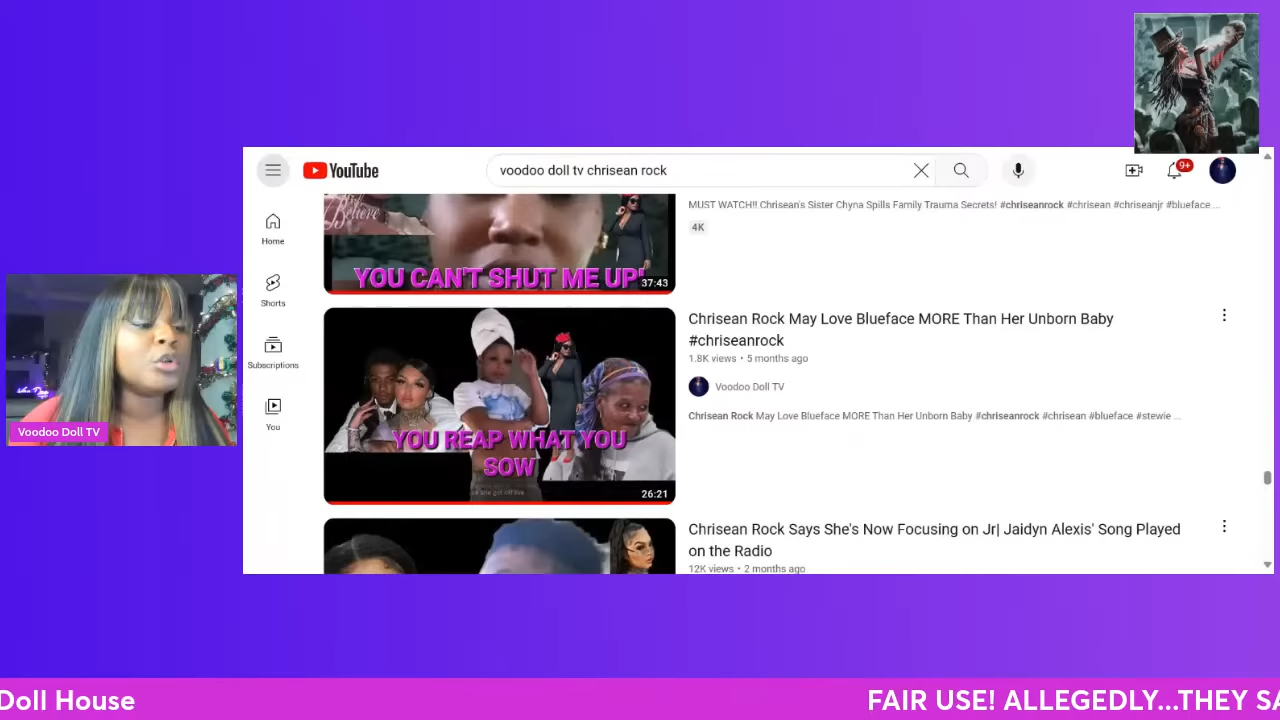 YouTube
voodoo doll tv chrisean rock
9+
Home
Shorts
Subscriptions
You
Believe
YOU CAN'T SHUT ME UP'
37:43
MUST WATCH!! Chrisean's Sister Chyna Spills Family Trauma Secrets! #chriseanrock #chrisean #chriseanjr #blueface ...
4K
YOU REAP WHAT YOU
SOW
26:21
Chrisean Rock May Love Blueface MORE Than Her Unborn Baby
#chriseanrock
1.8K views • 5 months ago
Voodoo Doll TV
Chrisean Rock May Love Blueface MORE Than Her Unborn Baby #chriseanrock #chrisean #blueface #stewie ...
Chrisean Rock Says She's Now Focusing on Jr| Jaidyn Alexis' Song Played
on the Radio
12K views • 2 months ago
Voodoo Doll TV
Doll House
FAIR USE! ALLEGEDLY...THEY SA